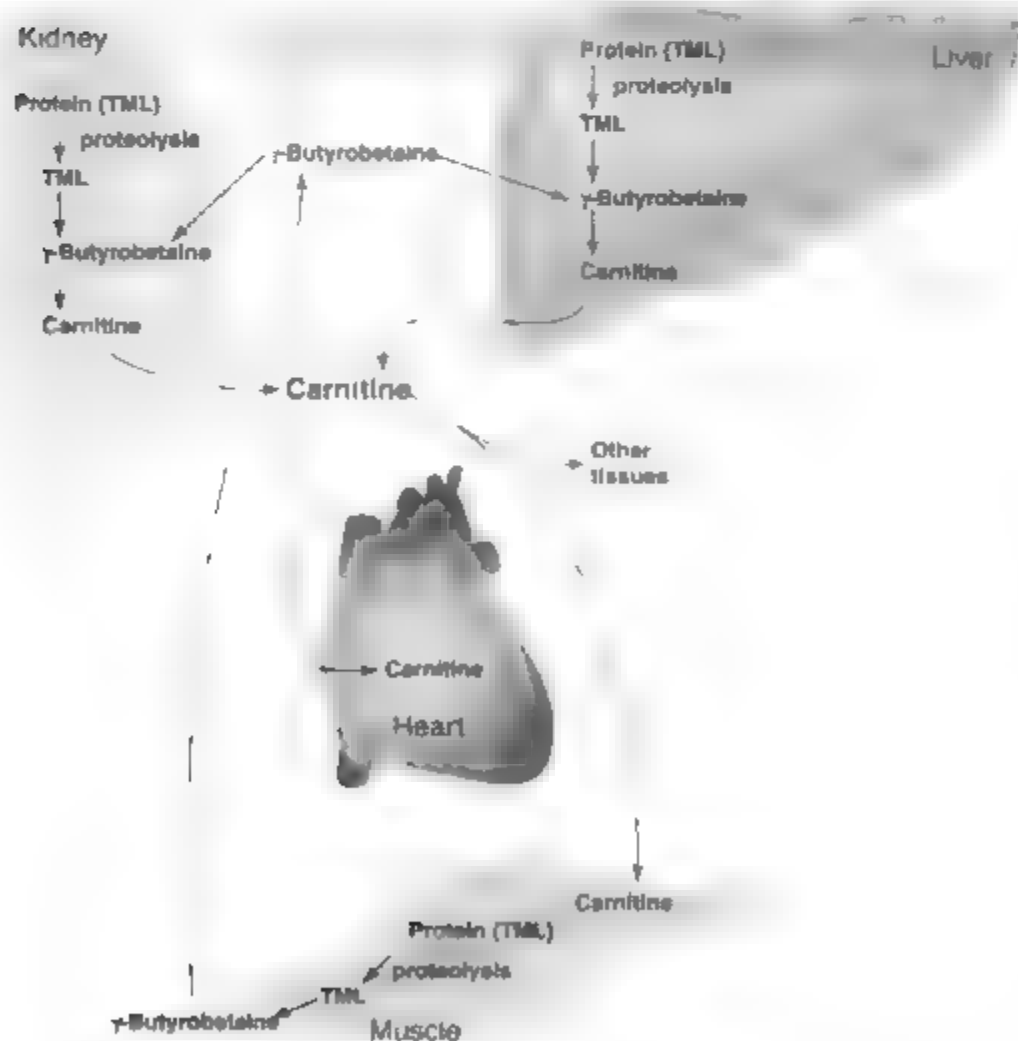 Kidney
Protein (TML)
proteolysis
TML
γ-Butyrobetaine
Carnitine
γ-Butyrobetaine
Protein (TML)
Liver
proteolysis
TML
γ-Butyrobetaine
Carnitine
Carnitine
Other
tissues
Carnitine
Heart
Carnitine
Protein (TML)
proteolysis
TML
γ-Butyrobetaine
Muscle